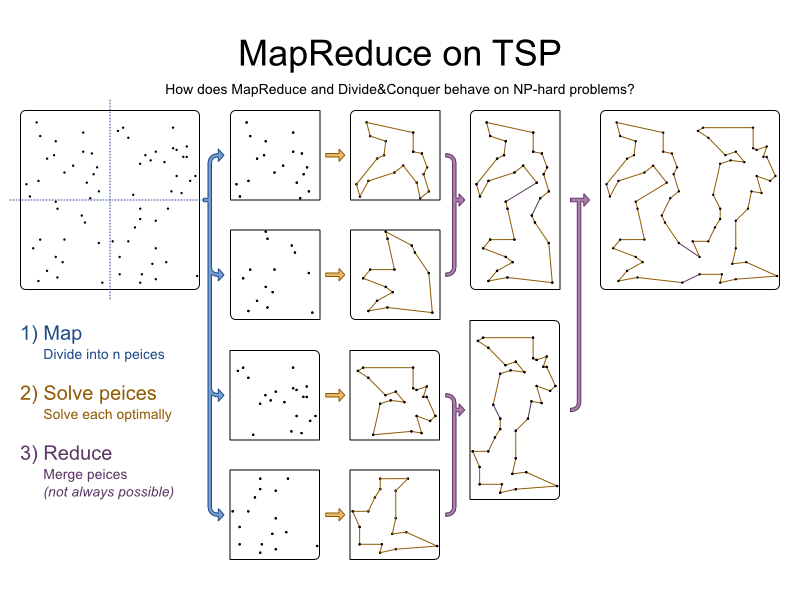 MapReduce on TSP
How does MapReduce and Divide&Conquer behave on NP-hard problems?
1) Map
Divide into n peices
2) Solve peices
Solve each optimally
3) Reduce
Merge peices
(not always possible)